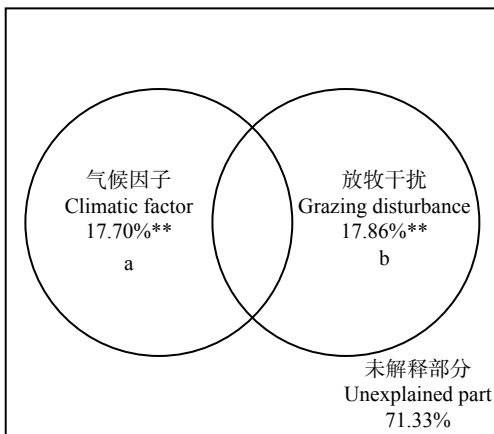 气候因子
Climatic factor
17.70%**
a
放牧干扰
Grazing disturbance
17.86%**
b
未解释部分
Unexplained part
71.33%